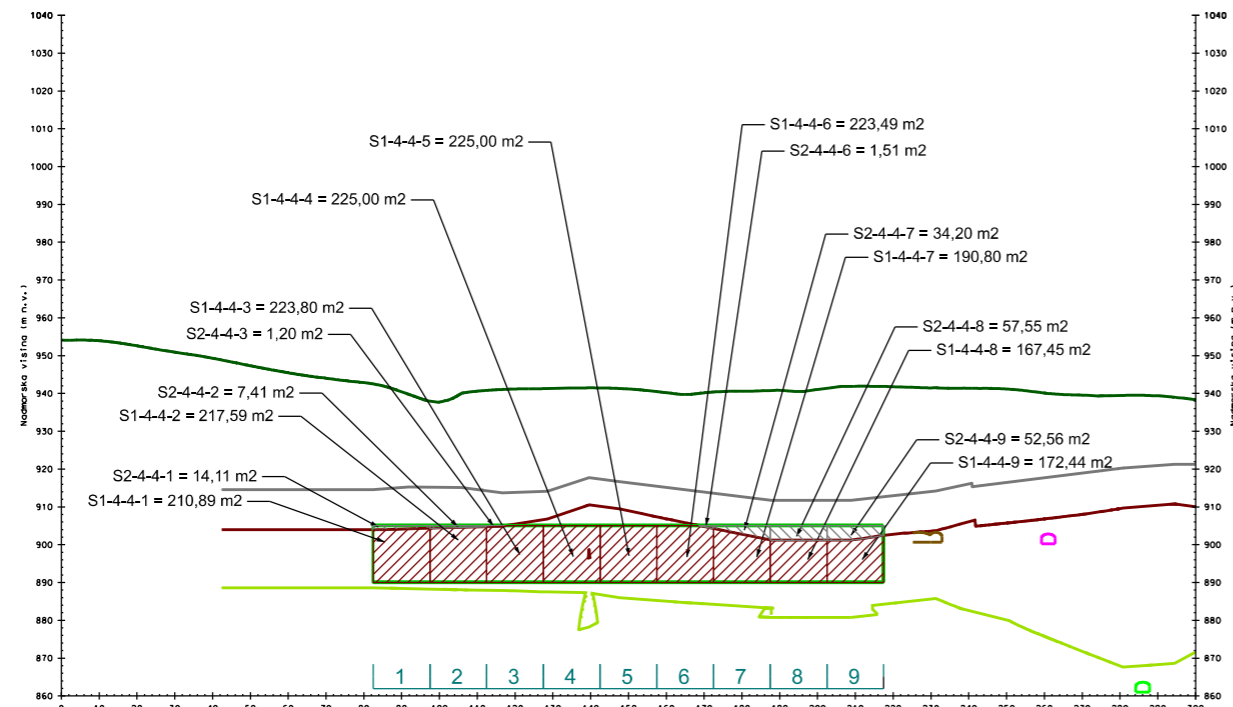 1040
1030
1020
1010
1000
990
980
970
960
950
940
930
920
910
900
890
880
870
860
Nadmorska visina (m n.v.)
S1-4-4-6 = 223,49 m2
S1-4-4-5 = 225,00 m2
S2-4-4-6 = 1,51 m2
S1-4-4-4 = 225,00 m2
S2-4-4-7 = 34,20 m2
S1-4-4-7 = 190,80 m2
S1-4-4-3 = 223,80 m2
S2-4-4-3 = 1,20 m2
S2-4-4-8 = 57,55 m2
S1-4-4-8 = 167,45 m2
S2-4-4-2 = 7,41 m2
S1-4-4-2 = 217,59 m2
S2-4-4-9 = 52,56 m2
S1-4-4-9 = 172,44 m2
S2-4-4-1 = 14,11 m2
S1-4-4-1 = 210,89 m2
1 2 3 4 5 6 7 8 9
1040
1030
1020
1010
1000
990
980
970
960
950
940
930
920
910
900
890
880
870
860